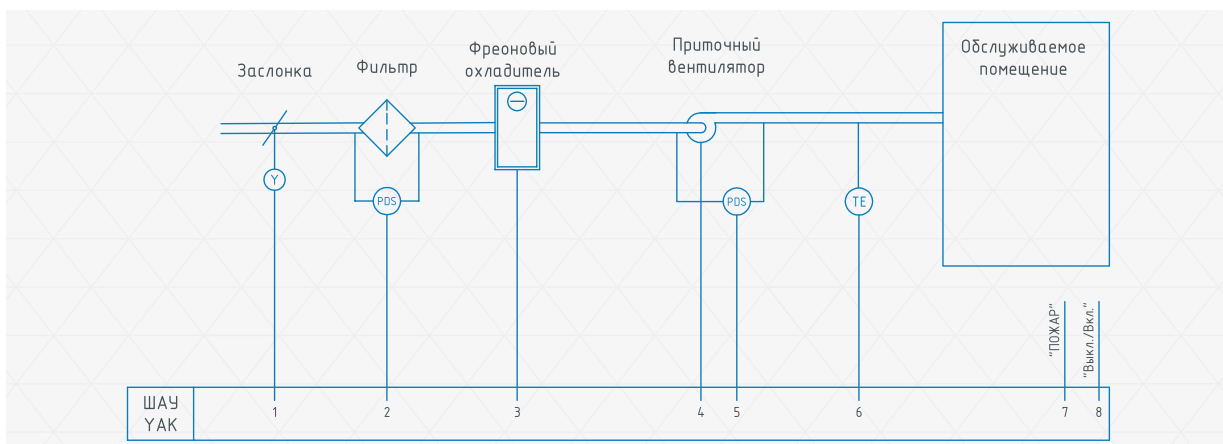 Заслонка
Фильтр
Фреоновый
охладитель
Приточный
вентилятор
Обслуживаемое
помещение
Y
PDS
PDS
TE
"ПОЖАР"
"Выкл./Вкл."
ШАУ
YAK
1
2
3
4
5
6
7
8